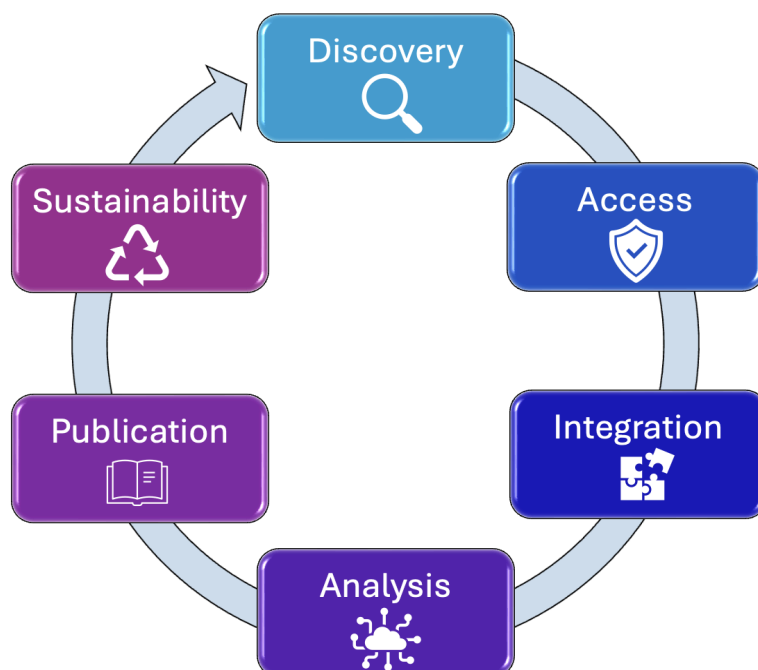 Discovery
Access
Integration
Analysis
Publication
Sustainability